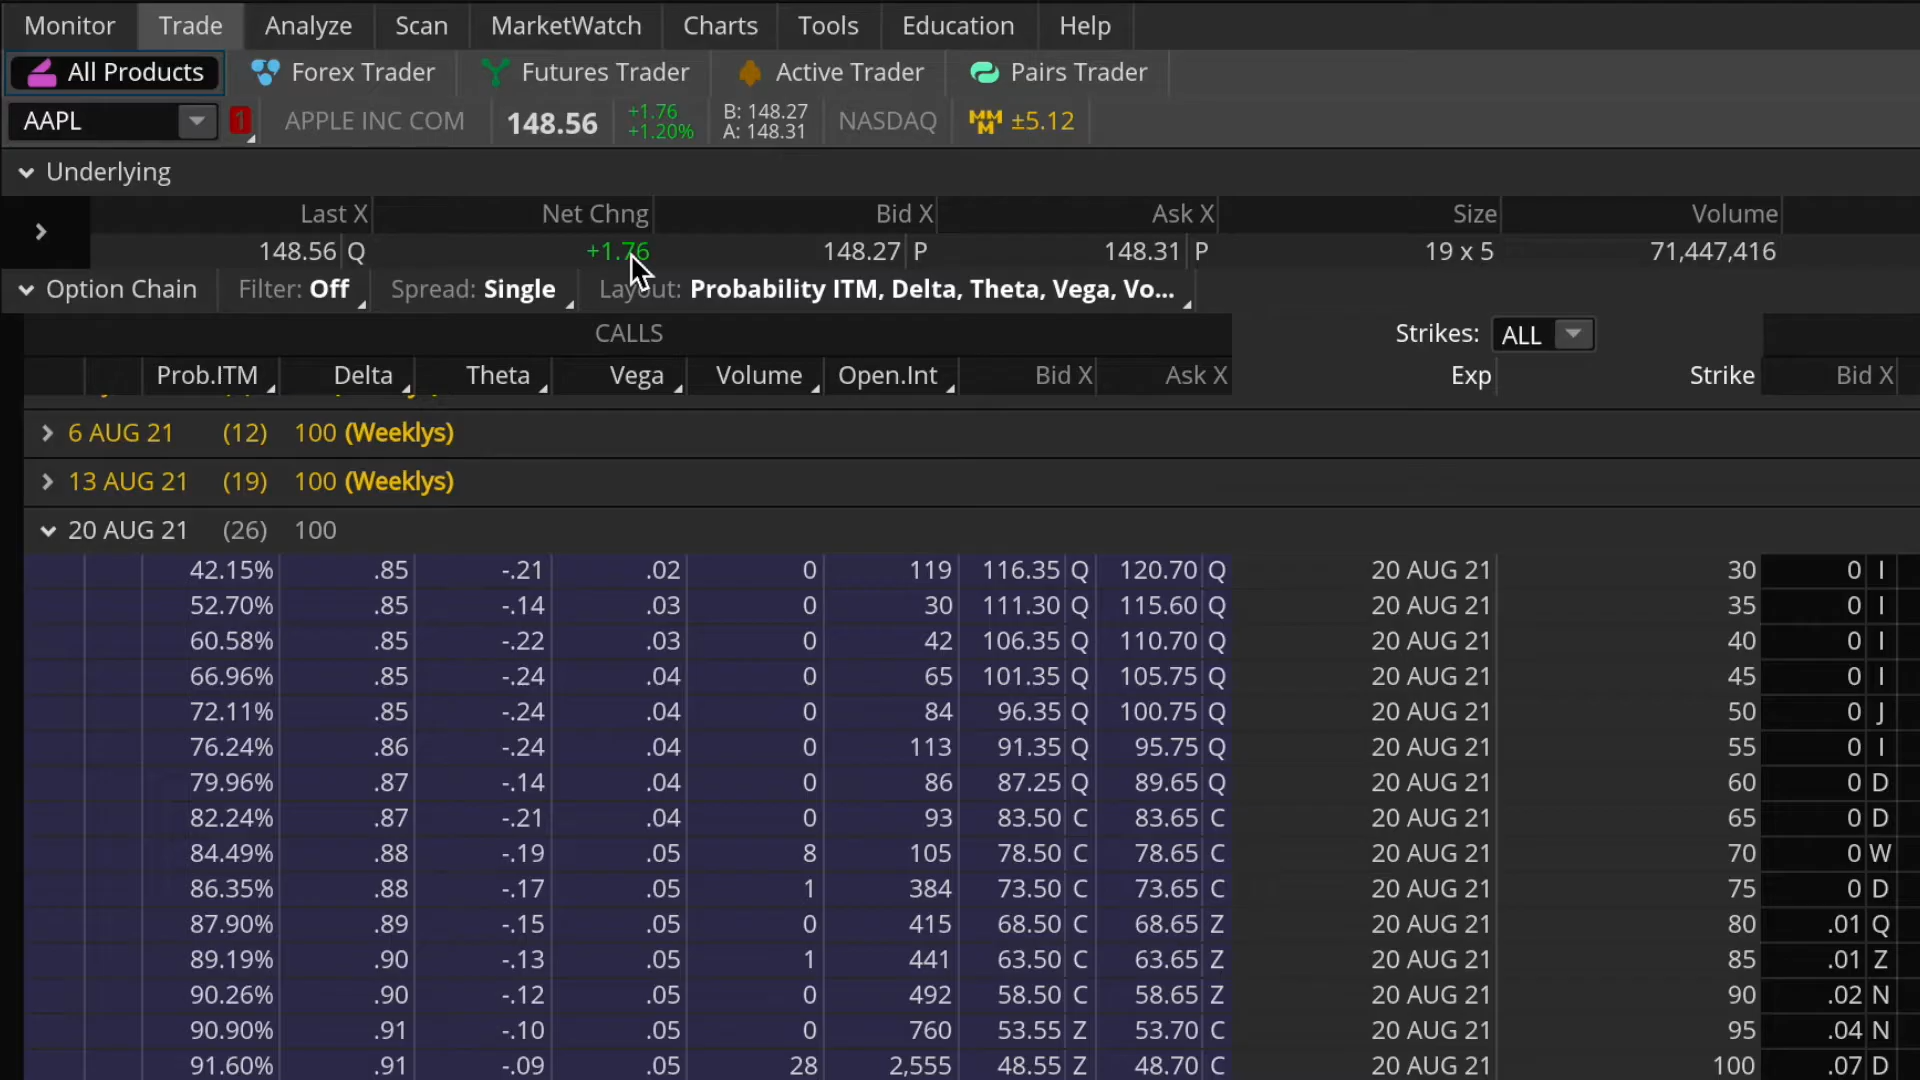 Monitor Trade Analyze Scan MarketWatch Charts Tools Education Help
All Products Forex Trader Futures Trader Active Trader Pairs Trader
AAPL 1 APPLE INC COM 148.56 +1.76 +1.20% B: 148.27 A: 148.31 NASDAQ MMM ±5.12
Underlying
Last X Net Chng Bid X Ask X Size Volume
148.56 Q +1.76 148.27 P 148.31 P 19 x 5 71,447,416
Option Chain Filter: Off Spread: Single Layout: Probability ITM, Delta, Theta, Vega, Vo...
CALLS Strikes: ALL
Prob.ITM Delta Theta Vega Volume Open.Int Bid X Ask X Exp Strike Bid X
6 AUG 21 (12) 100 (Weeklys)
13 AUG 21 (19) 100 (Weeklys)
20 AUG 21 (26) 100
42.15% .85 -.21 .02 0 119 116.35 Q 120.70 Q 20 AUG 21 30 0 I
52.70% .85 -.14 .03 0 30 111.30 Q 115.60 Q 20 AUG 21 35 0 I
60.58% .85 -.22 .03 0 42 106.35 Q 110.70 Q 20 AUG 21 40 0 I
66.96% .85 -.24 .04 0 65 101.35 Q 105.75 Q 20 AUG 21 45 0 I
72.11% .85 -.24 .04 0 84 96.35 Q 100.75 Q 20 AUG 21 50 0 J
76.24% .86 -.24 .04 0 113 91.35 Q 95.75 Q 20 AUG 21 55 0 I
79.96% .87 -.14 .04 0 86 87.25 Q 89.65 Q 20 AUG 21 60 0 D
82.24% .87 -.21 .04 0 93 83.50 C 83.65 C 20 AUG 21 65 0 D
84.49% .88 -.19 .05 8 105 78.50 C 78.65 C 20 AUG 21 70 0 W
86.35% .88 -.17 .05 1 384 73.50 C 73.65 C 20 AUG 21 75 0 D
87.90% .89 -.15 .05 0 415 68.50 C 68.65 Z 20 AUG 21 80 .01 Q
89.19% .90 -.13 .05 1 441 63.50 C 63.65 Z 20 AUG 21 85 .01 Z
90.26% .90 -.12 .05 0 492 58.50 C 58.65 Z 20 AUG 21 90 .02 N
90.90% .91 -.10 .05 0 760 53.55 Z 53.70 C 20 AUG 21 95 .04 N
91.60% .91 -.09 .05 28 2,555 48.55 Z 48.70 C 20 AUG 21 100 .07 D